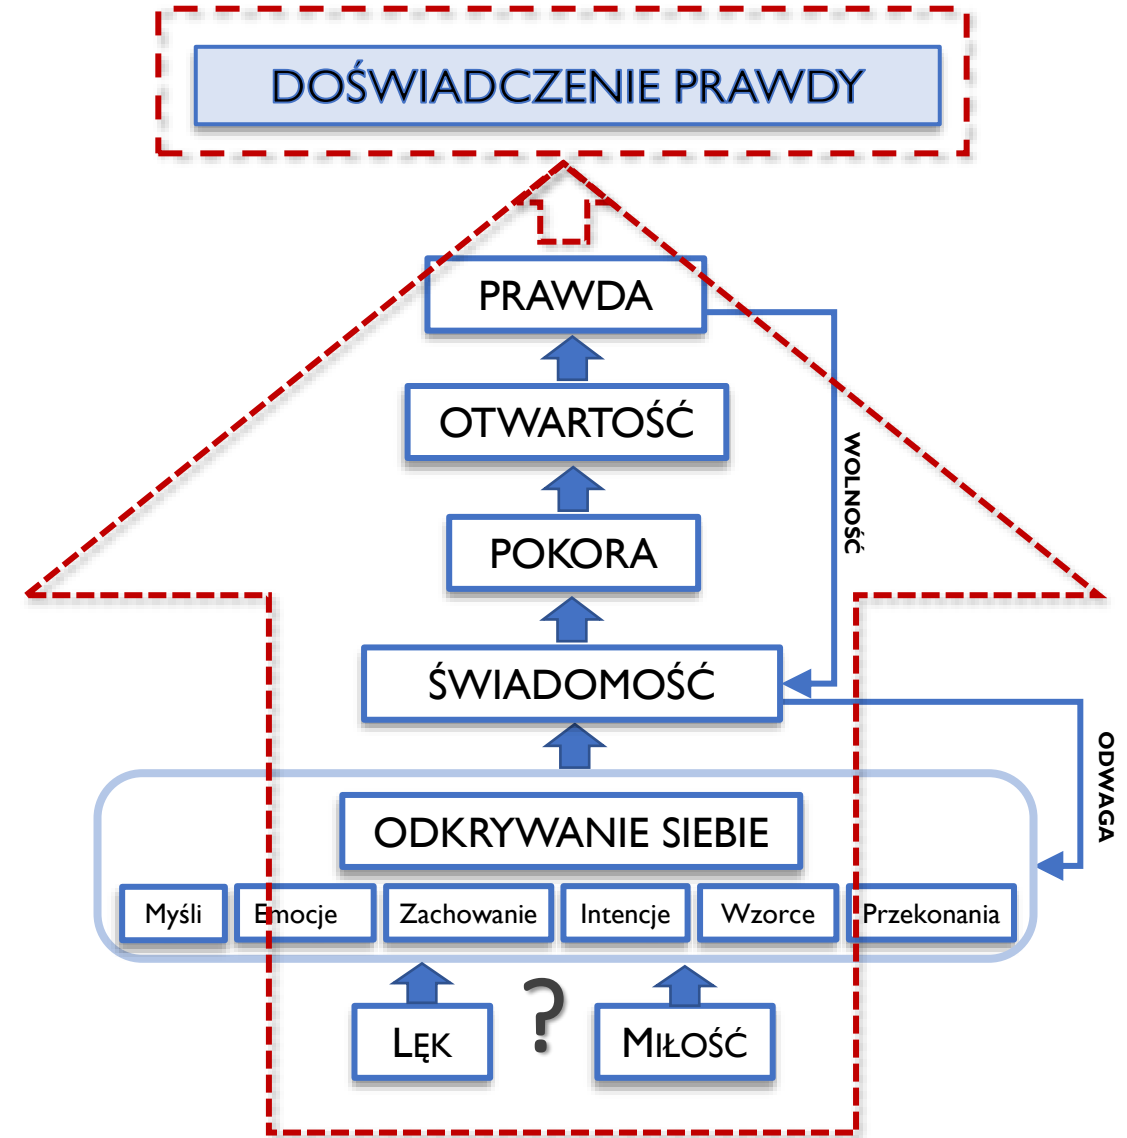 DOŚWIADCZENIE PRAWDY
PRAWDA
OTWARTOŚĆ
WOLNOŚĆ
POKORA
ŚWIADOMOŚĆ
ODWAGA
ODKRYWANIE SIEBIE
Myśli Emocje Zachowanie Intencje Wzorce Przekonania
LĘK ? MIŁOŚĆ